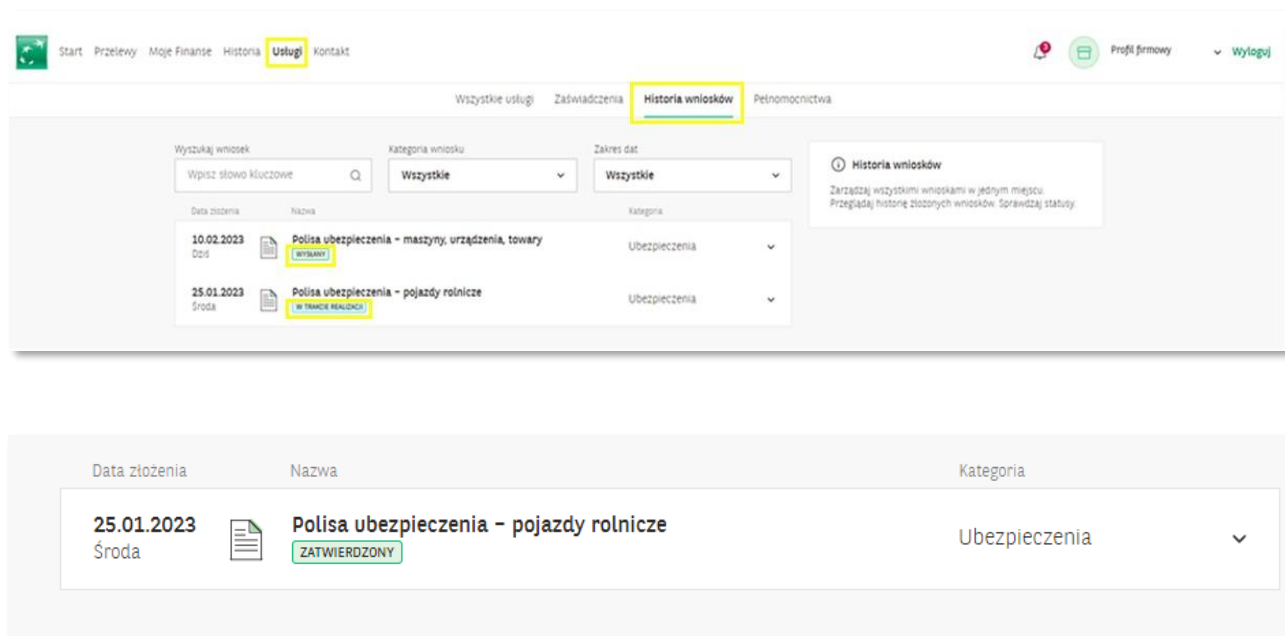 Start Przelewy Moje Finanse Historia Usługi Kontakt
3
Profil firmowy
Wyloguj
Wszystkie usługi Zaświadczenia Historia wniosków Pełnomocnictwa
Wyszukaj wniosek
Kategoria wniosku
Zakres dat
Wpisz słowo kluczowe
Wszystkie
Wszystkie
Historia wniosków
Zarządzaj wszystkimi wnioskami w jednym miejscu.
Przeglądaj historię złożonych wniosków. Sprawdzaj statusy.
Data złożenia Nazwa Kategoria
10.02.2023 Polisa ubezpieczenia – maszyny, urządzenia, towary Ubezpieczenia
Dziś WYSŁANY
25.01.2023 Polisa ubezpieczenia – pojazdy rolnicze Ubezpieczenia
Środa W TRAKCIE REALIZACJI
Data złożenia Nazwa Kategoria
25.01.2023 Polisa ubezpieczenia – pojazdy rolnicze Ubezpieczenia
Środa ZATWIERDZONY